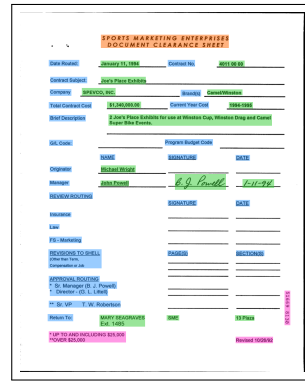 SPORTS MARKETING ENTERPRISES
DOCUMENT CLEARANCE SHEET
Date Routed: January 11, 1994 Contract No. 4011 00 00
Contract Subject: Joe's Place Exhibits
Company SPEVCO, INC. Brand(s) Camel/Winston
Total Contract Cost $1,340,000.00 Current Year Cost 1994-1995
Brief Description 2 Joe's Place Exhibits for use at Winston Cup, Winston Drag and Camel
Super Bike Events.
G/L Code: Program Budget Code
NAME SIGNATURE DATE
Originator Michael Wright
Manager John Powell B.J. Powell 1-11-94
REVIEW ROUTING
SIGNATURE DATE
Insurance
Law
FS - Marketing
REVISIONS TO SHELL PAGE(S) SECTION(S)
(Other than Term,
Compensation or
APPROVAL ROUTING
* Sr. Manager (B. J. Powell)
* Director - (G. L. Littell)
** Sr. VP T. W. Robertson
Return To: MARY SEAGRAVES SME 13 Plaza
Ext. 1485
* UP TO AND INCLUDING $25,000
**OVER $25,000 Revised 10/26/92